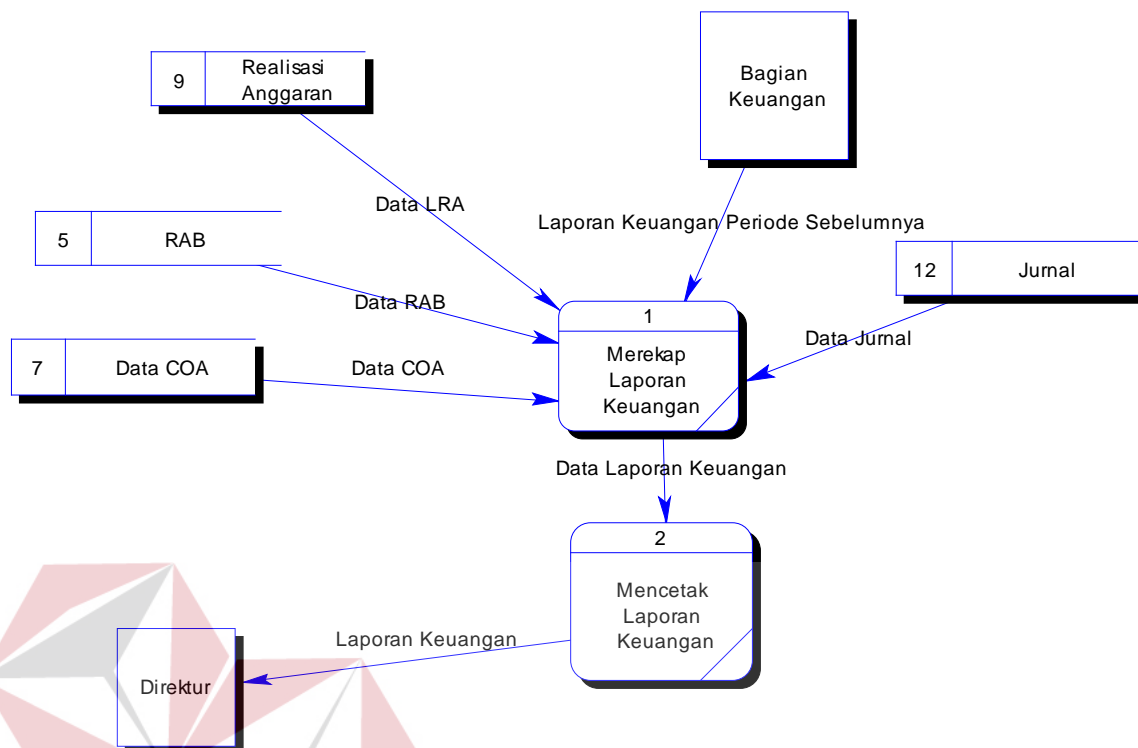 9
Realisasi
Anggaran
Bagian
Keuangan
Data LRA
5
RAB
Laporan Keuangan Periode Sebelumnya
12
Jurnal
Data RAB
1
Data Jurnal
7
Data COA
Data COA
Merekap
Laporan
Keuangan
Data Laporan Keuangan
2
Mencetak
Laporan
Keuangan
Laporan Keuangan
Direktur